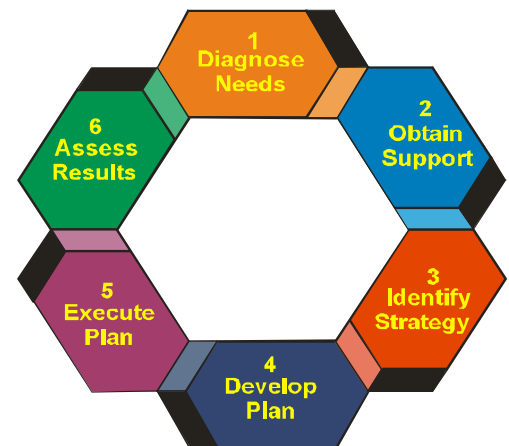 1
Diagnose
Needs
2
Obtain
Support
3
Identify
Strategy
4
Develop
Plan
5
Execute
Plan
6
Assess
Results